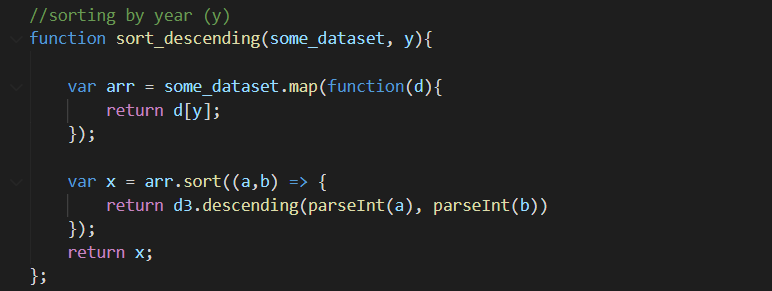 //sorting by year (y)
function sort_descending(some_dataset, y){
var arr = some_dataset.map(function(d){
return d[y];
});
var x = arr.sort((a,b) => {
return d3.descending(parseInt(a), parseInt(b))
});
return x;
};